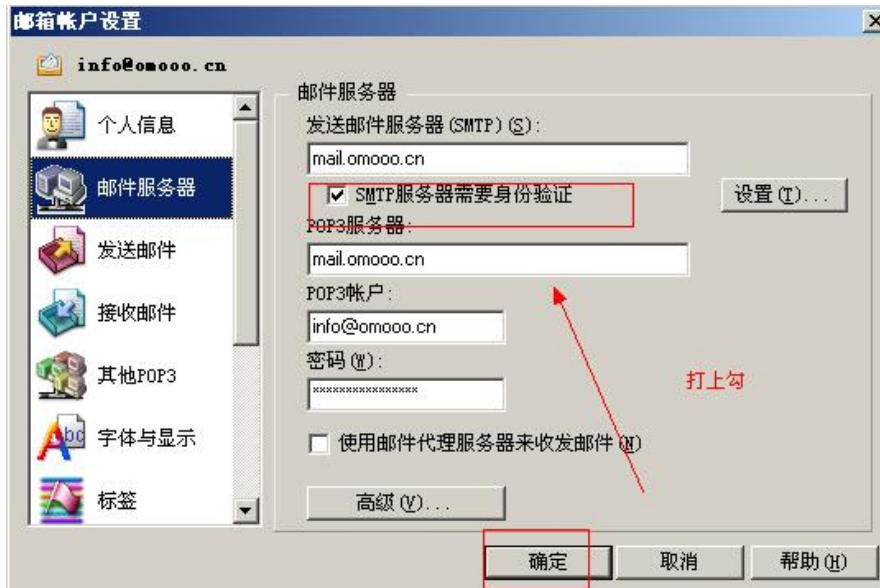 邮箱帐户设置
info@omooo.cn
个人信息
邮件服务器
发送邮件
接收邮件
其他POP3
字体与显示
标签
邮件服务器
发送邮件服务器(SMTP)(S):
mail.omooo.cn
SMTP服务器需要身份验证
设置(T)...
POP3服务器:
mail.omooo.cn
POP3帐户:
info@omooo.cn
密码(W):
****************
打上勾
使用邮件代理服务器来收发邮件(N)
高级(V)...
确定
取消
帮助(H)